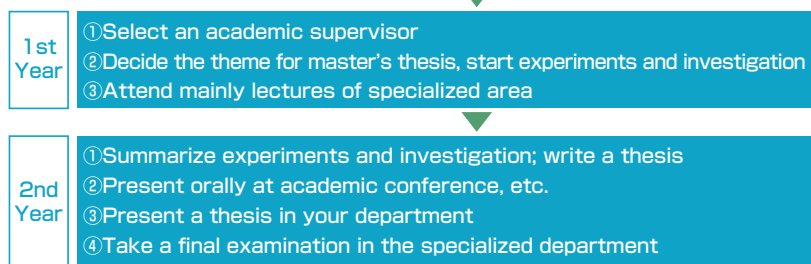 1st
Year
①Select an academic supervisor
②Decide the theme for master's thesis, start experiments and investigation
③Attend mainly lectures of specialized area
2nd
Year
①Summarize experiments and investigation; write a thesis
②Present orally at academic conference, etc.
③Present a thesis in your department
④Take a final examination in the specialized department